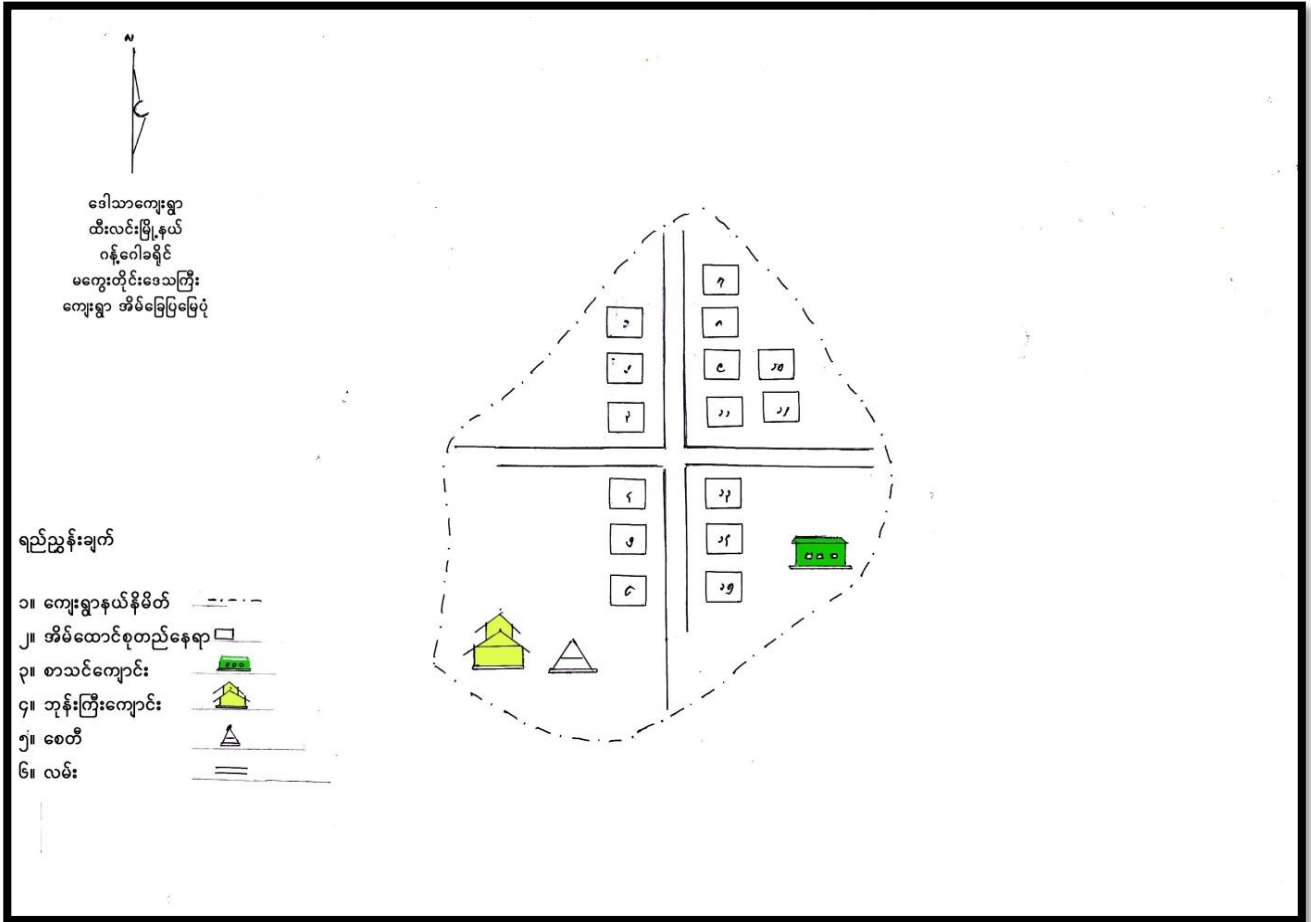 N
ဒေါသာကျေးရွာ
ထီးလင်းမြို့နယ်
ဂန့်ဂေါခရိုင်
မကွေးတိုင်းဒေသကြီး
ကျေးရွာ အိမ်ခြေပြမြေပုံ
၇
၁
၈
၂
၉ ၁၀
၃
၁၁ ၁၂
၄
၁၃
၅
၁၄
၆
၁၅
ရည်ညွှန်းချက်
၁။ ကျေးရွာနယ်နိမိတ်
၂။ အိမ်ထောင်စုတည်နေရာ
၃။ စာသင်ကျောင်း
၄။ ဘုန်းကြီးကျောင်း
၅။ စေတီ
၆။ လမ်း